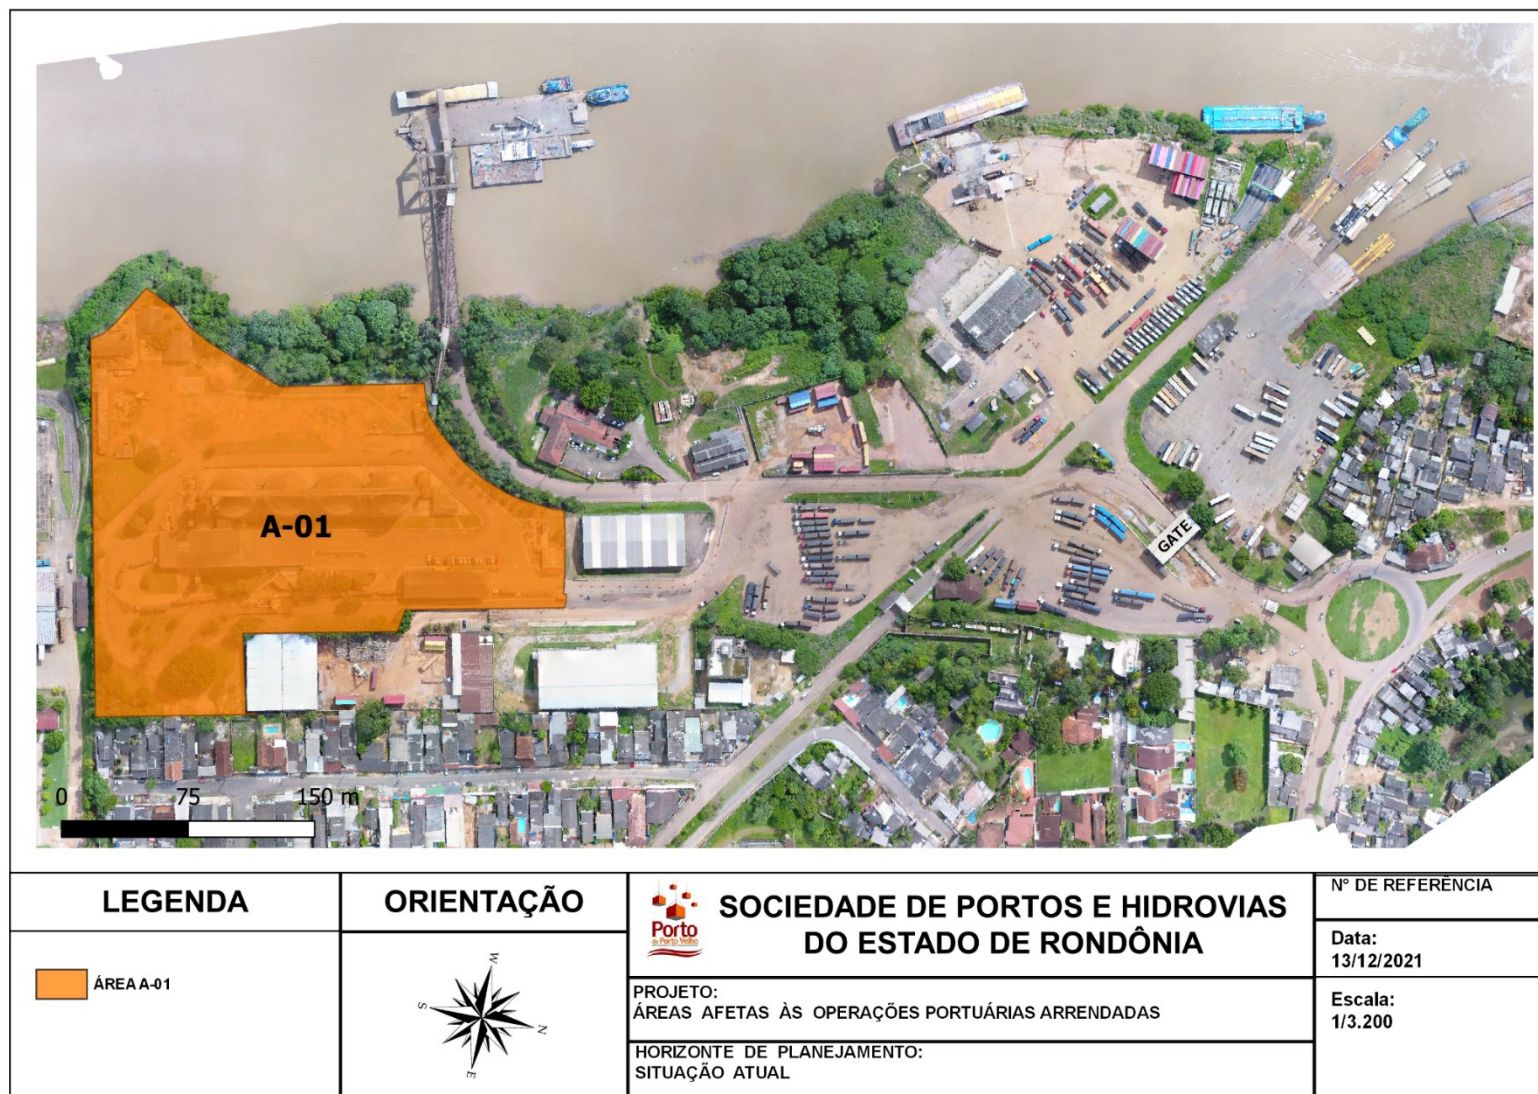 A-01
GATE
0 75 150 m
LEGENDA
ÁREA A-01
ORIENTAÇÃO
W
S
N
E
Porto
de Porto Velho
SOCIEDADE DE PORTOS E HIDROVIAS
DO ESTADO DE RONDÔNIA
PROJETO:
ÁREAS AFETAS ÀS OPERAÇÕES PORTUÁRIAS ARRENDADAS
HORIZONTE DE PLANEJAMENTO:
SITUAÇÃO ATUAL
N° DE REFERÊNCIA
Data:
13/12/2021
Escala:
1/3.200